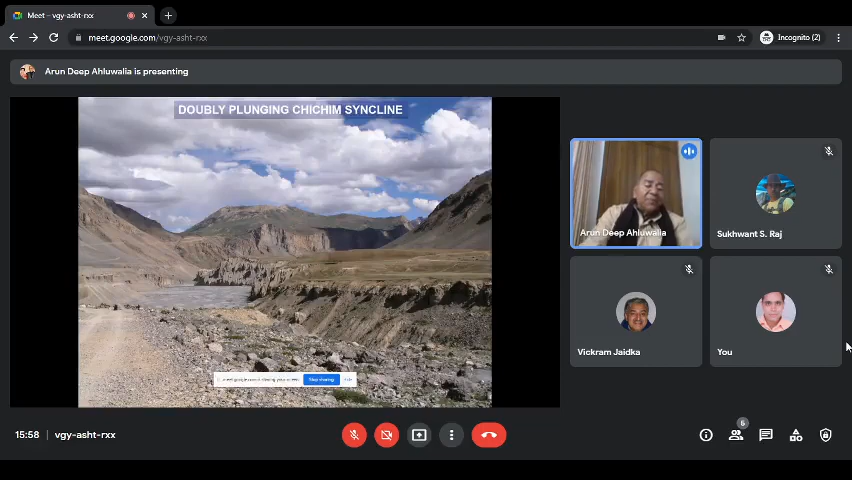 Meet – vgy-asht-rxx
meet.google.com/vgy-asht-rxx
Incognito (2)
Arun Deep Ahluwalia is presenting
DOUBLY PLUNGING CHICHIM SYNCLINE
Arun Deep Ahluwalia
Sukhwant S. Raj
Vickram Jaidka
You
Stop sharing
15:58
vgy-asht-rxx